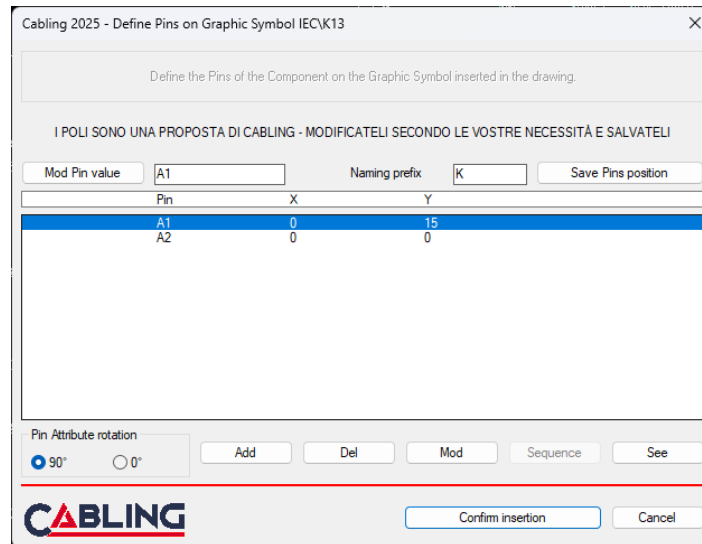 Cabling 2025 - Define Pins on Graphic Symbol IEC\K13
Define the Pins of the Component on the Graphic Symbol inserted in the drawing.
I POLI SONO UNA PROPOSTA DI CABLING - MODIFICATELI SECONDO LE VOSTRE NECESSITÀ E SALVATELI
Mod Pin value A1 Naming prefix K Save Pins position
Pin X Y
A1 0 15
A2 0 0
Pin Attribute rotation
90° 0° Add Del Mod Sequence See
CABLING Confirm insertion Cancel